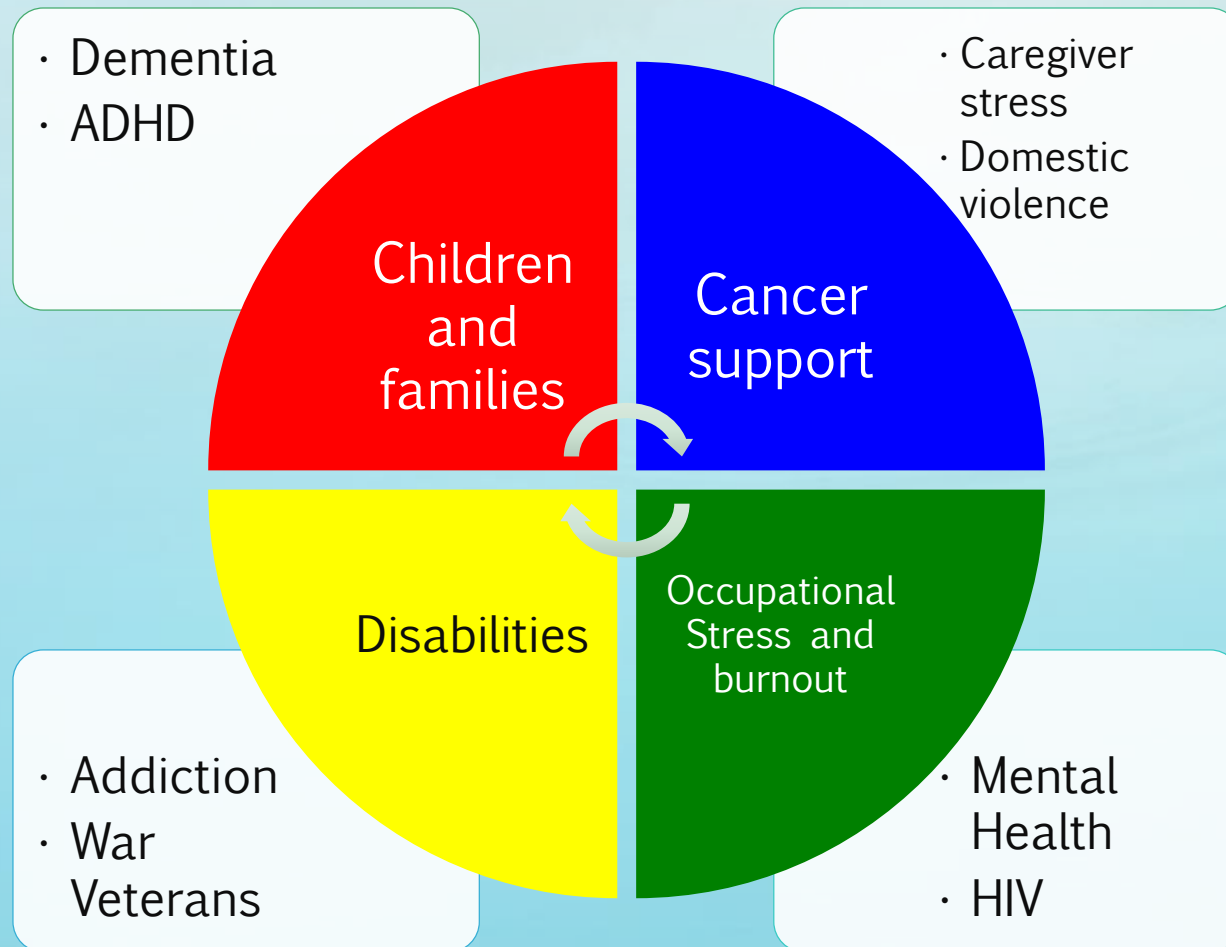 · Dementia
· ADHD
· Caregiver
stress
· Domestic
violence
Children
and
families
Cancer
support
Disabilities
Occupational
Stress and
burnout
· Addiction
· War
Veterans
· Mental
Health
· HIV